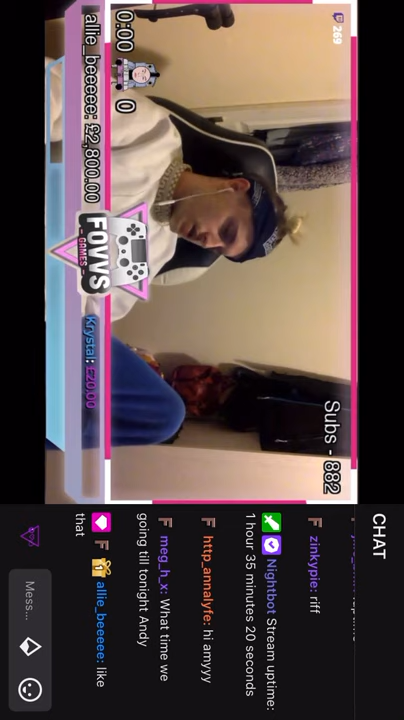 269
Subs - 882
0:00
0
allie_beeeee: £2,800.00
FOVVS
- GAMES -
Krystal: £20.00
CHAT
zinkypie: riff
Nightbot Stream uptime:
1 hour 35 minutes 20 seconds
http_annalyfe: hi amyyy
meg_h_x: What time we
going till tonight Andy
allie_beeeee: like
that
Mess...